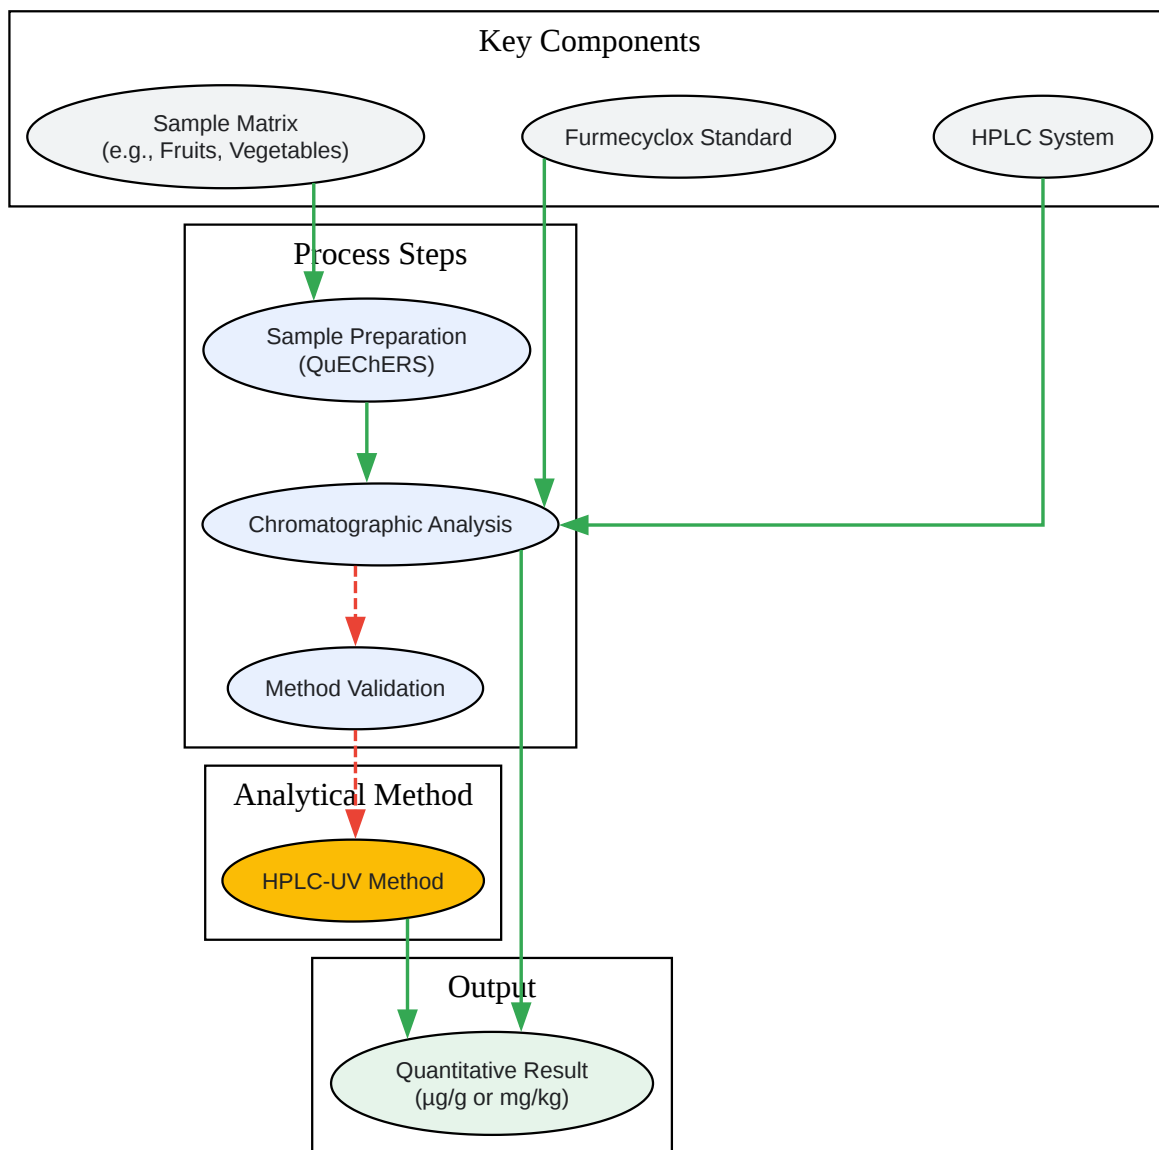 Key Components
Sample Matrix
(e.g., Fruits, Vegetables)
Furmecyclox Standard
HPLC System
Process Steps
Sample Preparation
(QuEChERS)
Chromatographic Analysis
Method Validation
Analytical Method
HPLC-UV Method
Output
Quantitative Result
(µg/g or mg/kg)